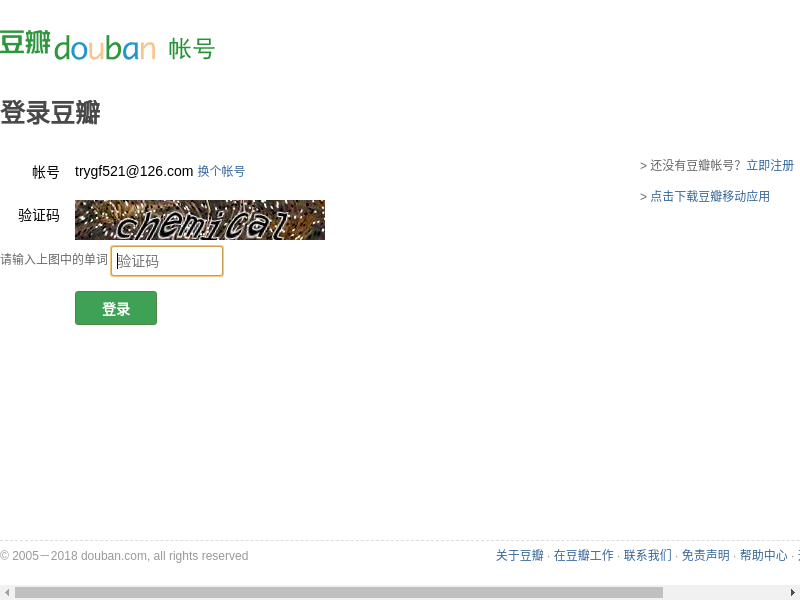 豆瓣douban 帐号
登录豆瓣
帐号 trygf521@126.com 换个帐号
> 还没有豆瓣帐号？立即注册
> 点击下载豆瓣移动应用
验证码 chemical
请输入上图中的单词 验证码
登录
© 2005－2018 douban.com, all rights reserved
关于豆瓣 · 在豆瓣工作 · 联系我们 · 免责声明 · 帮助中心 ·